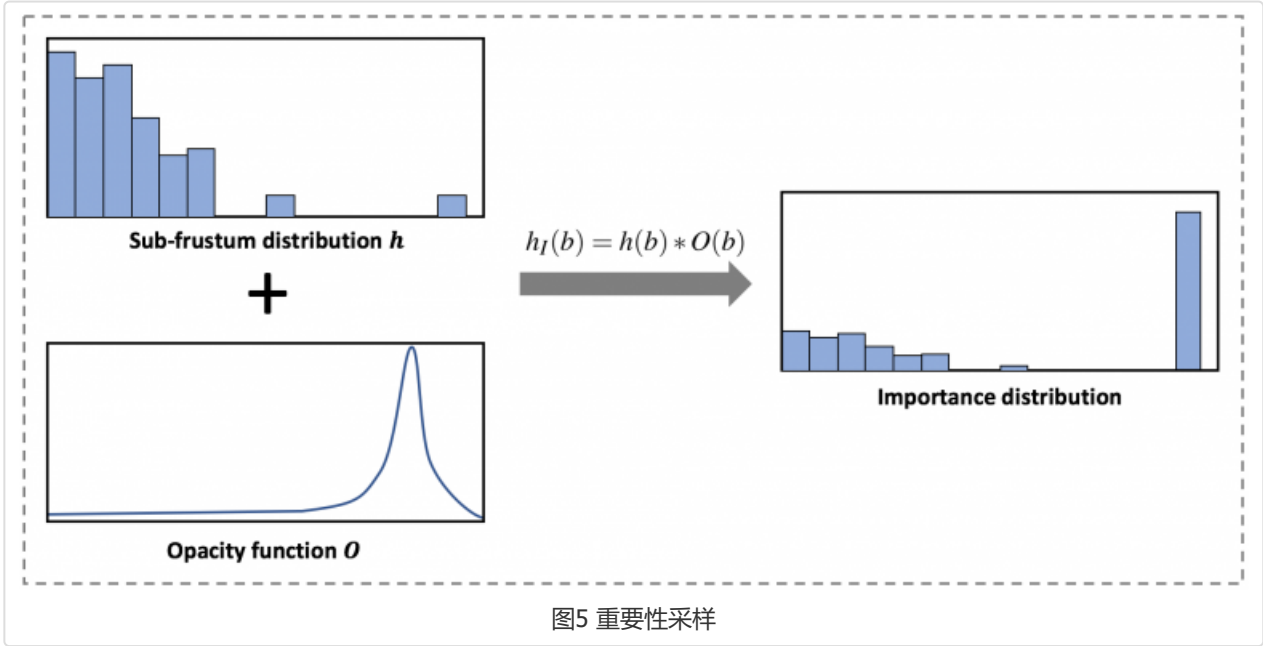 Sub-frustum distribution h
+
h_I(b) = h(b) * O(b)
Opacity function O
Importance distribution
图5 重要性采样